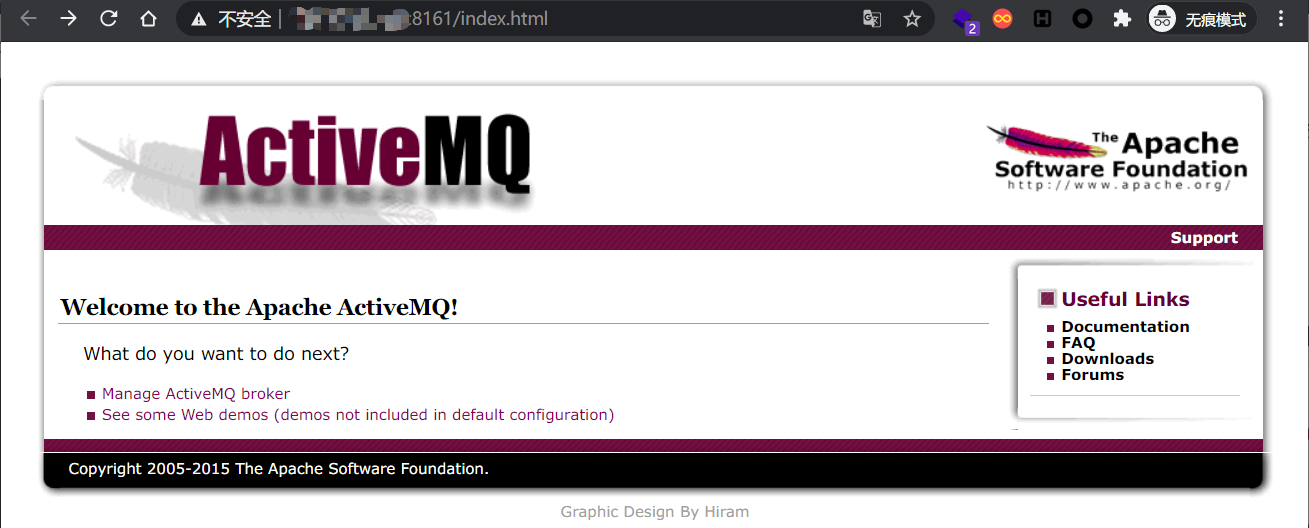 不安全 :8161/index.html
2
无痕模式
ActiveMQ
The Apache
Software Foundation
http://www.apache.org/
Support
Welcome to the Apache ActiveMQ!
What do you want to do next?
Manage ActiveMQ broker
See some Web demos (demos not included in default configuration)
Useful Links
Documentation
FAQ
Downloads
Forums
Copyright 2005-2015 The Apache Software Foundation.
Graphic Design By Hiram